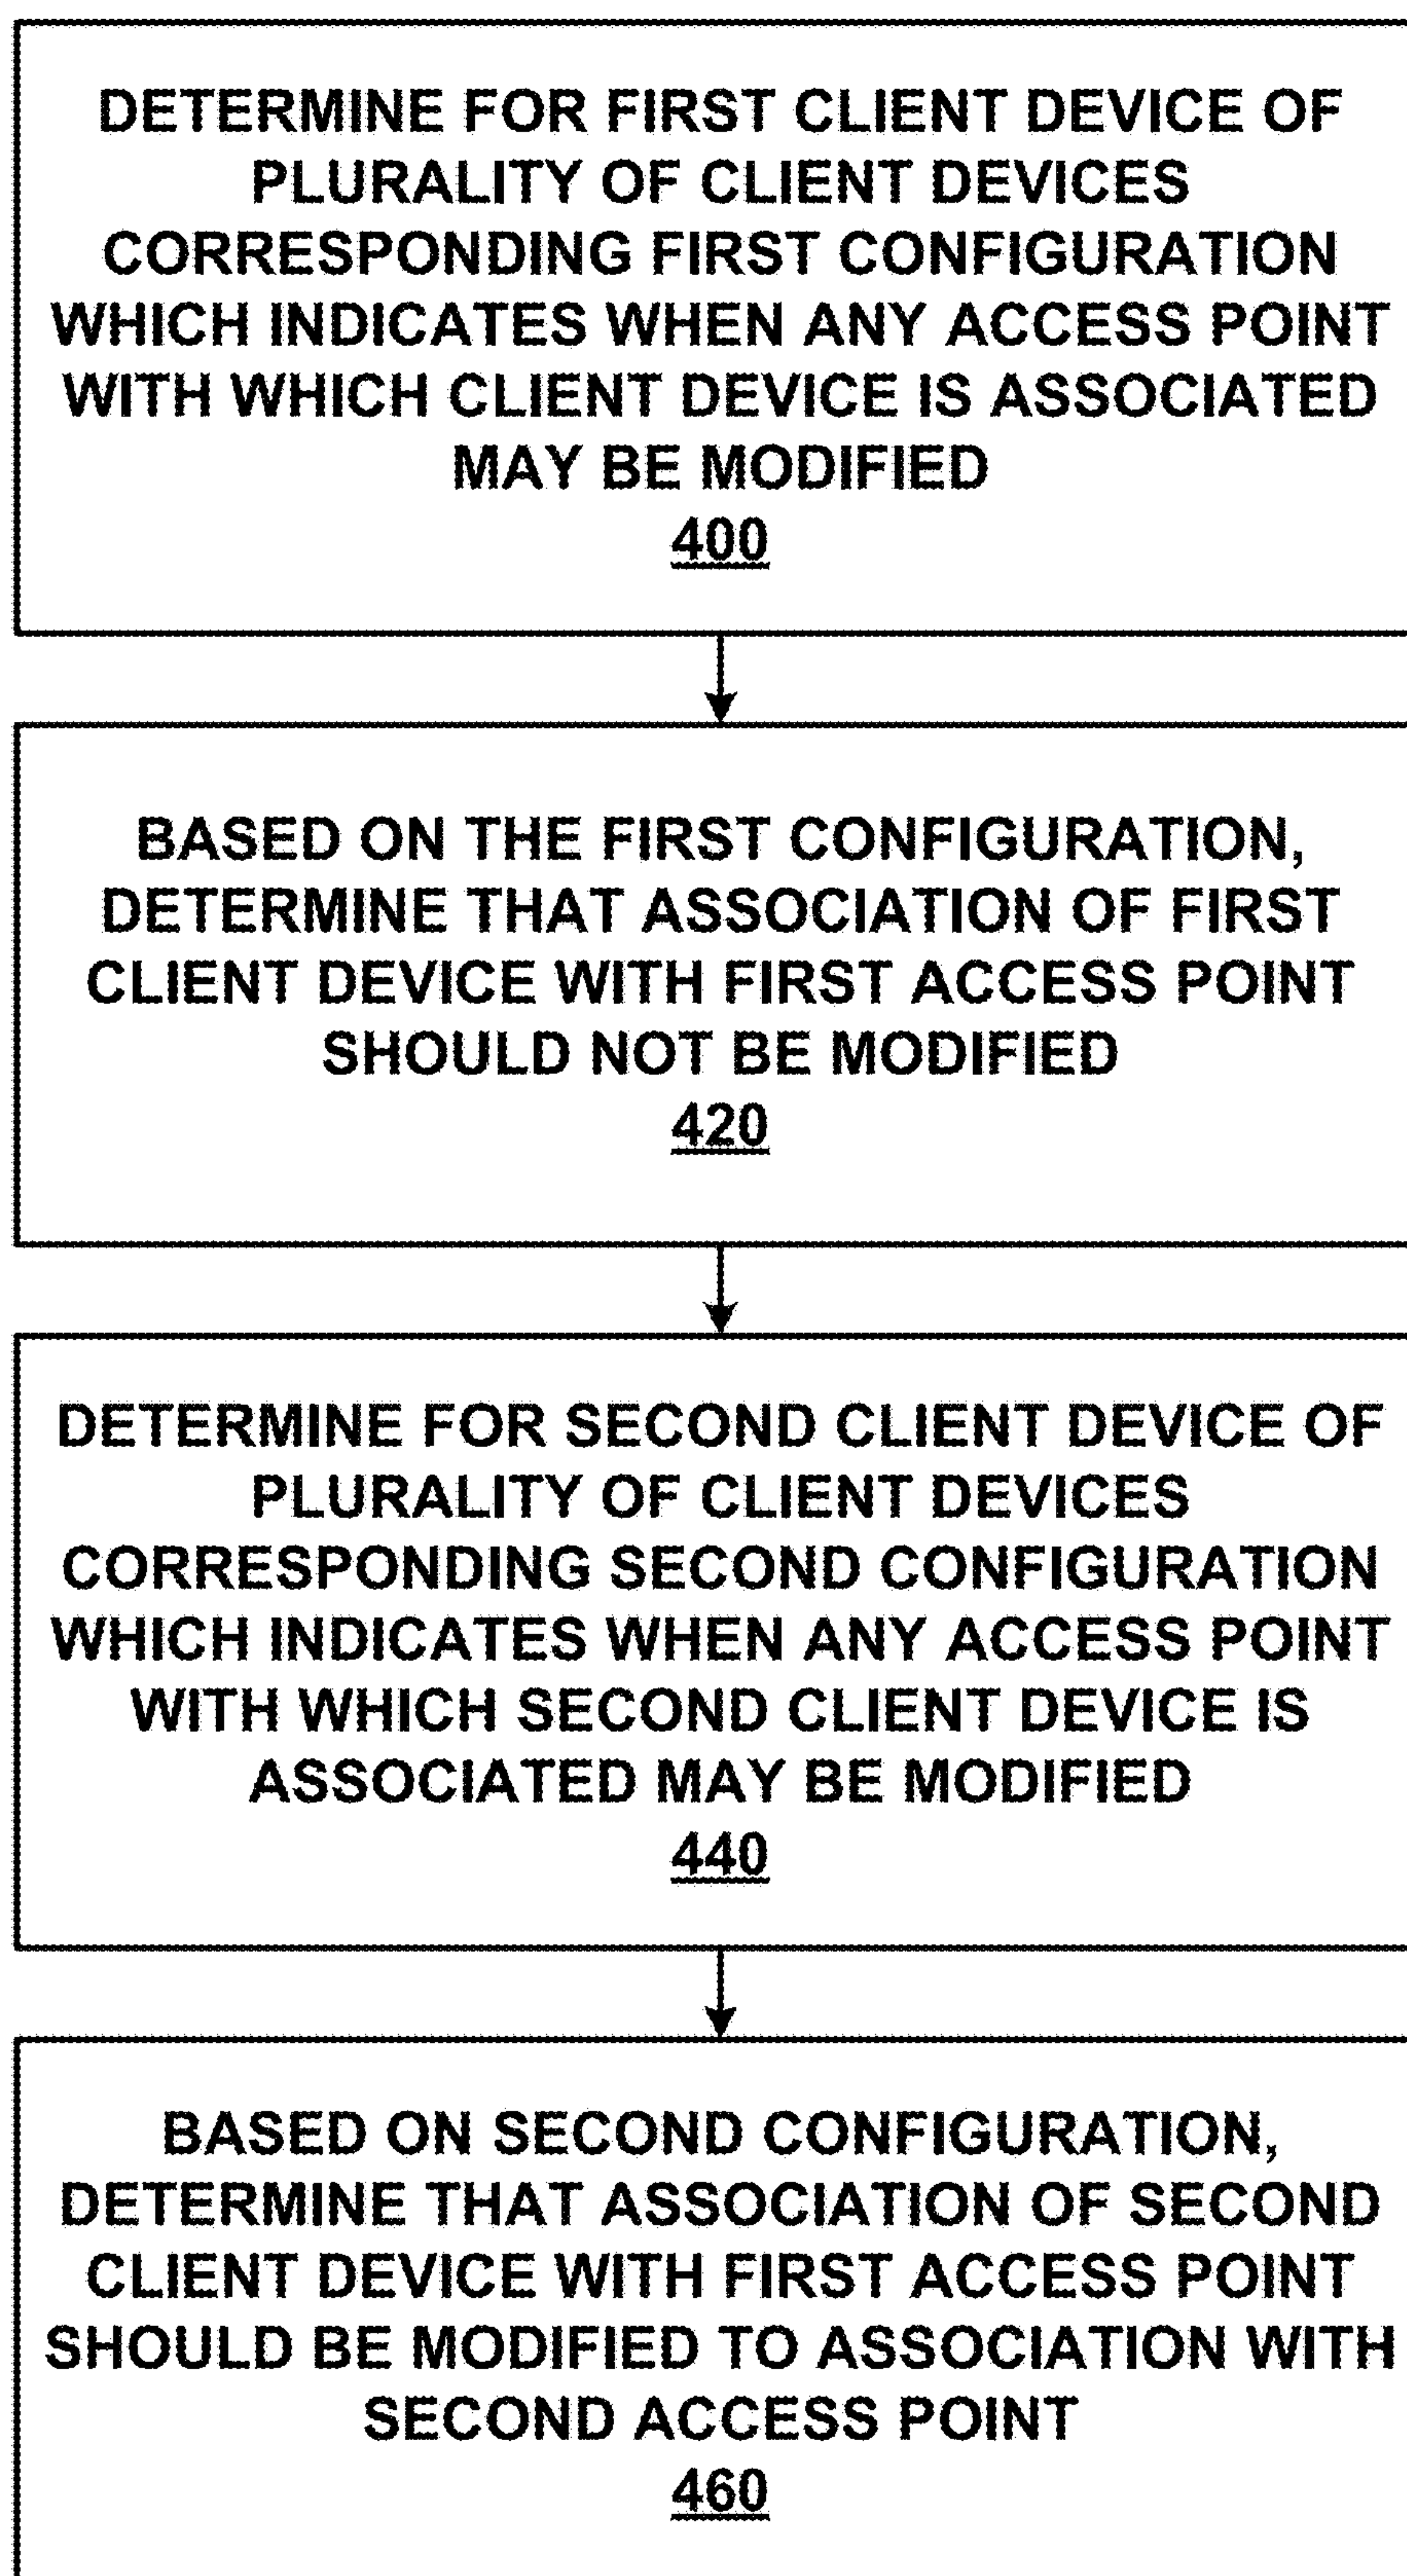 DETERMINE FOR FIRST CLIENT DEVICE OF
PLURALITY OF CLIENT DEVICES
CORRESPONDING FIRST CONFIGURATION
WHICH INDICATES WHEN ANY ACCESS POINT
WITH WHICH CLIENT DEVICE IS ASSOCIATED
MAY BE MODIFIED
400
BASED ON THE FIRST CONFIGURATION,
DETERMINE THAT ASSOCIATION OF FIRST
CLIENT DEVICE WITH FIRST ACCESS POINT
SHOULD NOT BE MODIFIED
420
DETERMINE FOR SECOND CLIENT DEVICE OF
PLURALITY OF CLIENT DEVICES
CORRESPONDING SECOND CONFIGURATION
WHICH INDICATES WHEN ANY ACCESS POINT
WITH WHICH SECOND CLIENT DEVICE IS
ASSOCIATED MAY BE MODIFIED
440
BASED ON SECOND CONFIGURATION,
DETERMINE THAT ASSOCIATION OF SECOND
CLIENT DEVICE WITH FIRST ACCESS POINT
SHOULD BE MODIFIED TO ASSOCIATION WITH
SECOND ACCESS POINT
460